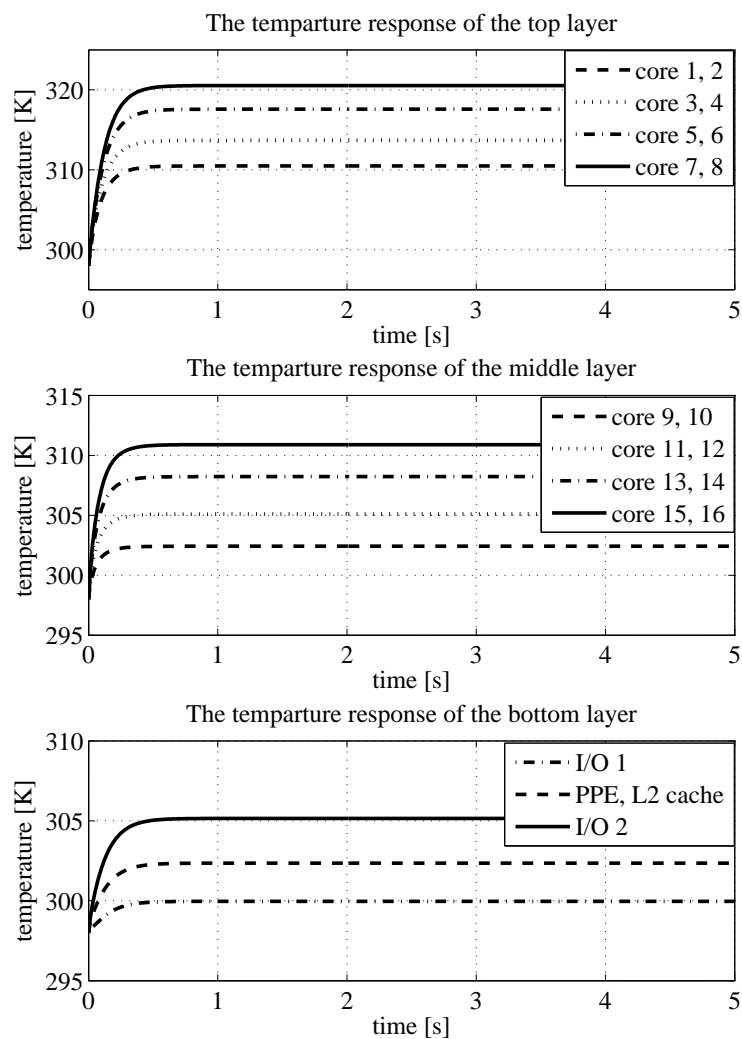 The temparture response of the top layer
temperature [K]
320
310
300
core 1, 2
core 3, 4
core 5, 6
core 7, 8
0 1 2 3 4 5
time [s]
The temparture response of the middle layer
temperature [K]
315
310
305
300
295
core 9, 10
core 11, 12
core 13, 14
core 15, 16
0 1 2 3 4 5
time [s]
The temparture response of the bottom layer
temperature [K]
310
305
300
295
I/O 1
PPE, L2 cache
I/O 2
0 1 2 3 4 5
time [s]